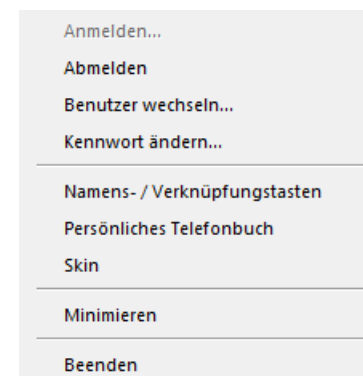 Anmelden...
Abmelden
Benutzer wechseln...
Kennwort ändern...
Namens- / Verknüpfungstasten
Persönliches Telefonbuch
Skin
Minimieren
Beenden